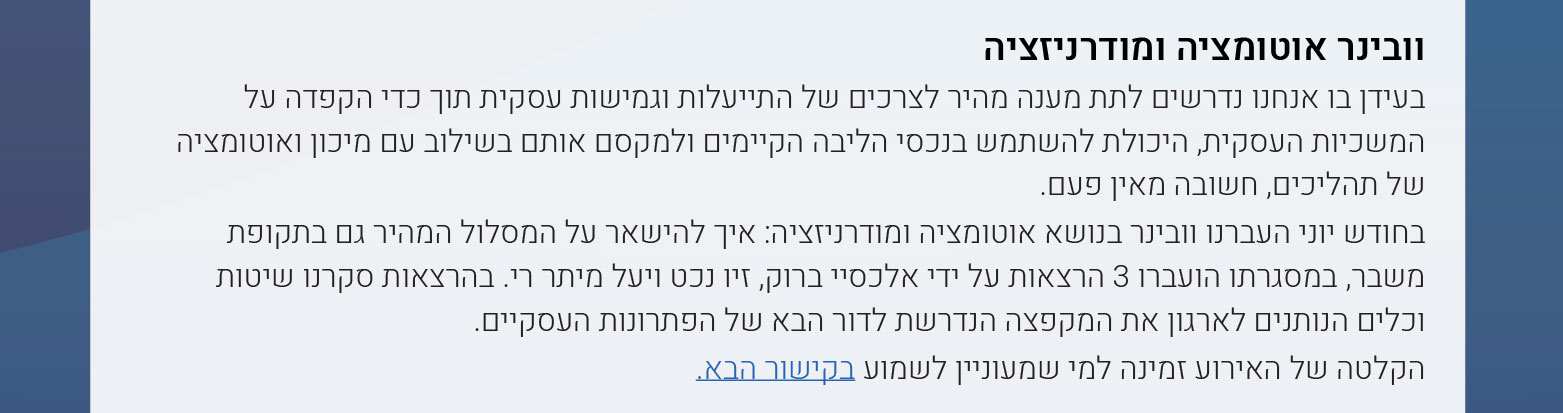 וובינר אוטומציה ומודרניזציה
בעידן בו אנחנו נדרשים לתת מענה מהיר לצרכים של התייעלות וגמישות עסקית תוך כדי הקפדה על
המשכיות העסקית, היכולת להשתמש בנכסי הליבה הקיימים ולמקסם אותם בשילוב עם מיכון ואוטומציה
של תהליכים, חשובה מאין פעם.
בחודש יוני העברנו וובינר בנושא אוטומציה ומודרניזציה: איך להישאר על המסלול המהיר גם בתקופת
משבר, במסגרתו הועברו 3 הרצאות על ידי אלכסיי ברוק, זיו נכט ויעל מיתר רי. בהרצאות סקרנו שיטות
וכלים הנותנים לארגון את המקפצה הנדרשת לדור הבא של הפתרונות העסקיים.
הקלטה של האירוע זמינה למי שמעוניין לשמוע בקישור הבא.